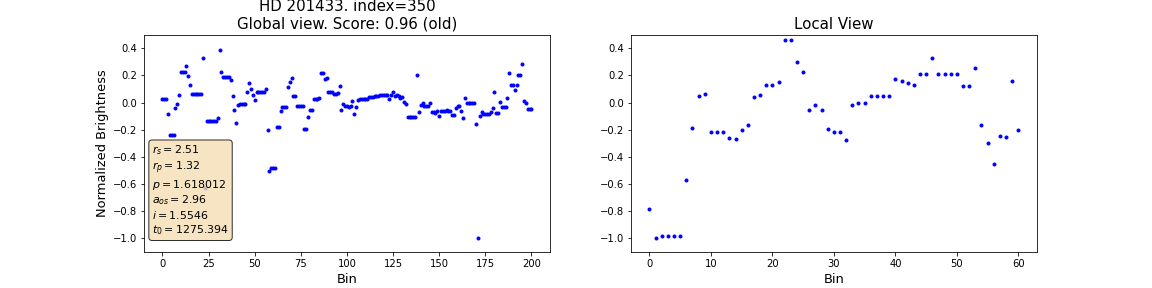 HD 201433. index=350
Global view. Score: 0.96 (old)
Local View
Normalized Brightness
0.4
0.2
0.0
−0.2
−0.4
−0.6
−0.8
−1.0
r_s = 2.51
r_p = 1.32
p = 1.618012
a_os = 2.96
i = 1.5546
t_0 = 1275.394
0 25 50 75 100 125 150 175 200
Bin
0.4
0.2
0.0
−0.2
−0.4
−0.6
−0.8
−1.0
0 10 20 30 40 50 60
Bin